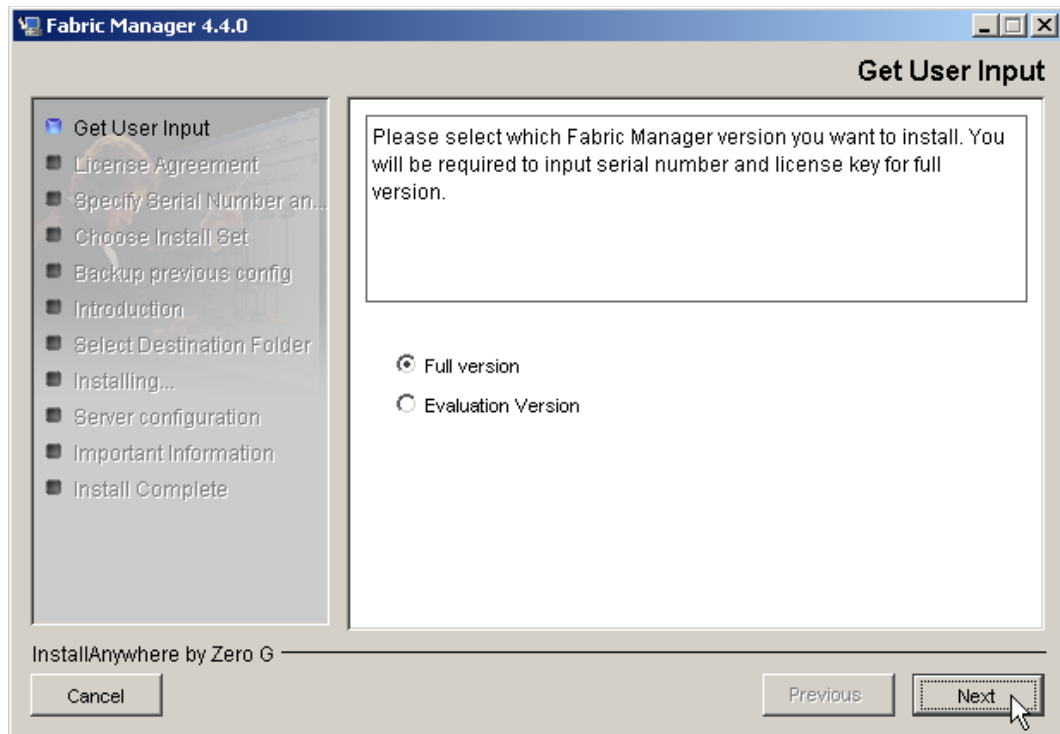 Fabric Manager 4.4.0
Get User Input
Get User Input
License Agreement
Specify Serial Number an...
Choose Install Set
Backup previous config
Introduction
Select Destination Folder
Installing...
Server configuration
Important Information
Install Complete
Please select which Fabric Manager version you want to install. You
will be required to input serial number and license key for full
version.
Full version
Evaluation Version
InstallAnywhere by Zero G
Cancel
Previous
Next